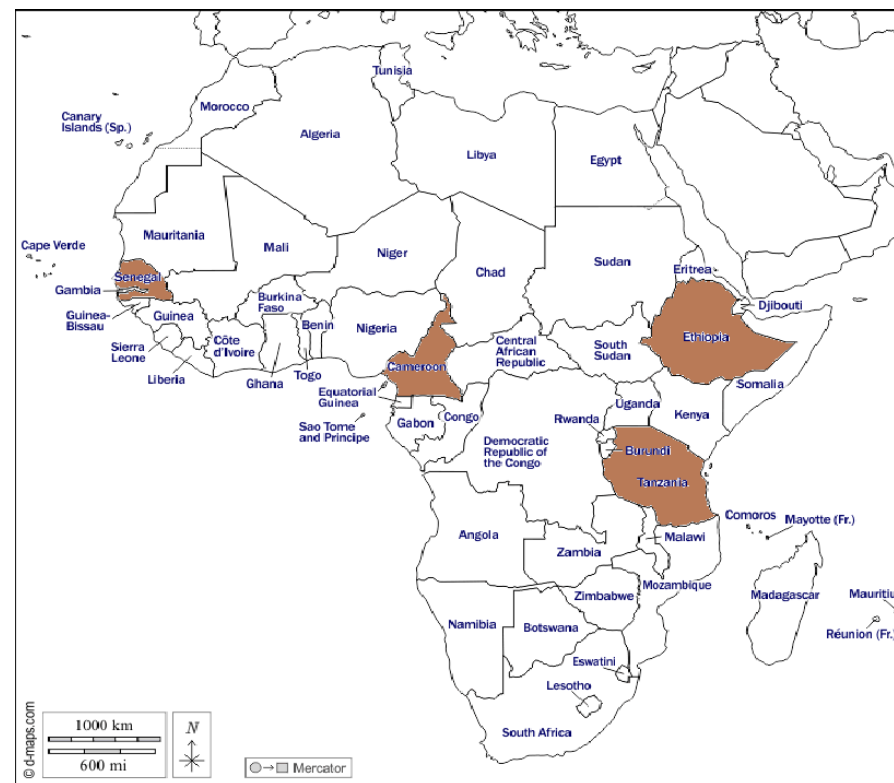 Tunisia
Morocco
Canary
Islands (Sp.)
Algeria
Libya
Egypt
Mauritania
Mali
Niger
Chad
Sudan
Eritrea
Cape Verde
Senegal
Gambia
Guinea-
Bissau
Guinea
Burkina
Faso
Benin
Nigeria
Djibouti
Ethiopia
Sierra
Leone
Côte
d'Ivoire
Liberia
Ghana
Togo
Cameroon
Central
African
Republic
South
Sudan
Somalia
Equatorial
Guinea
Sao Tome
and Principe
Gabon
Congo
Uganda
Kenya
Rwanda
Burundi
Democratic
Republic of
the Congo
Tanzania
Comoros
Mayotte (Fr.)
Angola
Zambia
Malawi
Mozambique
Zimbabwe
Madagascar
Mauritiu
Réunion (Fr.)
Namibia
Botswana
Eswatini
Lesotho
South Africa
© d-maps.com
1000 km
600 mi
N
Mercator